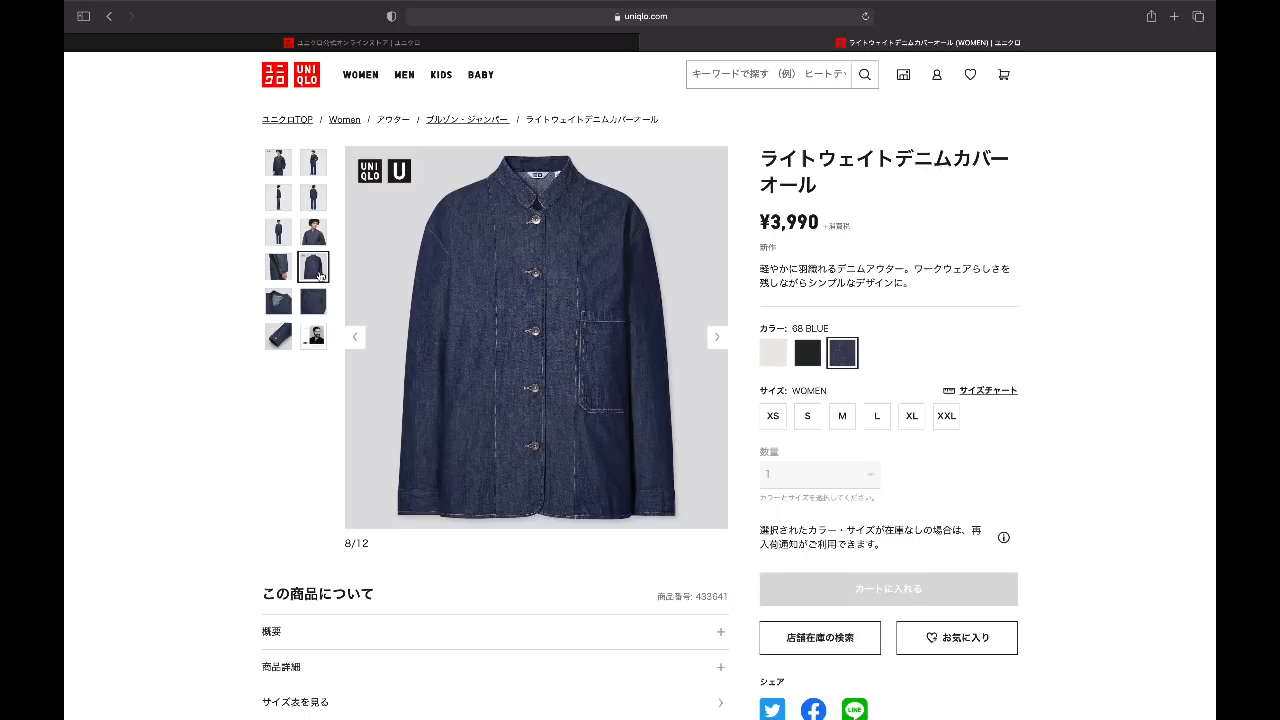 uniqlo.com
ユニクロ公式オンラインストア | ユニクロ
ライトウェイトデニムカバーオール (WOMEN) | ユニクロ
ユニクロ UNIQLO WOMEN MEN KIDS BABY
キーワードで探す (例) ヒートテ
ユニクロTOP / Women / アウター / ブルゾン・ジャンパー / ライトウェイトデニムカバーオール
UNIQLO U
ライトウェイトデニムカバー
オール
¥3,990 +消費税
新作
軽やかに羽織れるデニムアウター。ワークウェアらしさを
残しながらシンプルなデザインに。
カラー: 68 BLUE
サイズ: WOMEN サイズチャート
XS S M L XL XXL
数量
1
カラーとサイズを選択してください。
選択されたカラー・サイズが在庫なしの場合は、再
入荷通知がご利用できます。
8/12
カートに入れる
この商品について 商品番号: 433641
概要
店舗在庫の検索 お気に入り
商品詳細
サイズ表を見る
シェア
LINE